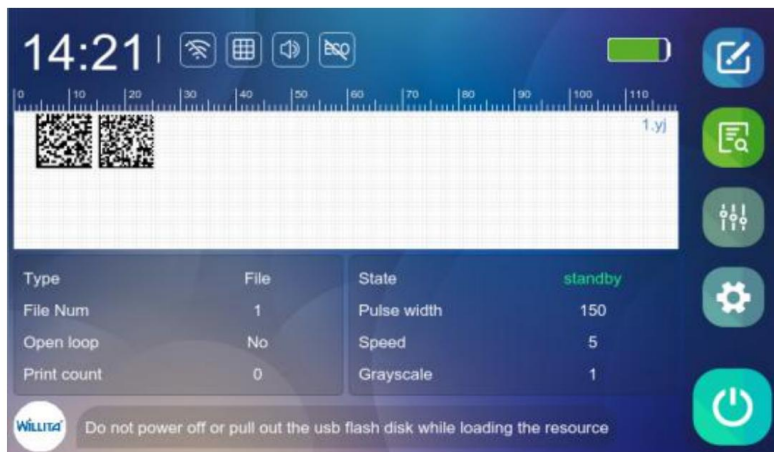 14:21
ECO
0 10 20 30 40 50 60 70 80 90 100 110
1.yj
Type File
File Num 1
Open loop No
Print count 0
State standby
Pulse width 150
Speed 5
Grayscale 1
WILLITA
Do not power off or pull out the usb flash disk while loading the resource